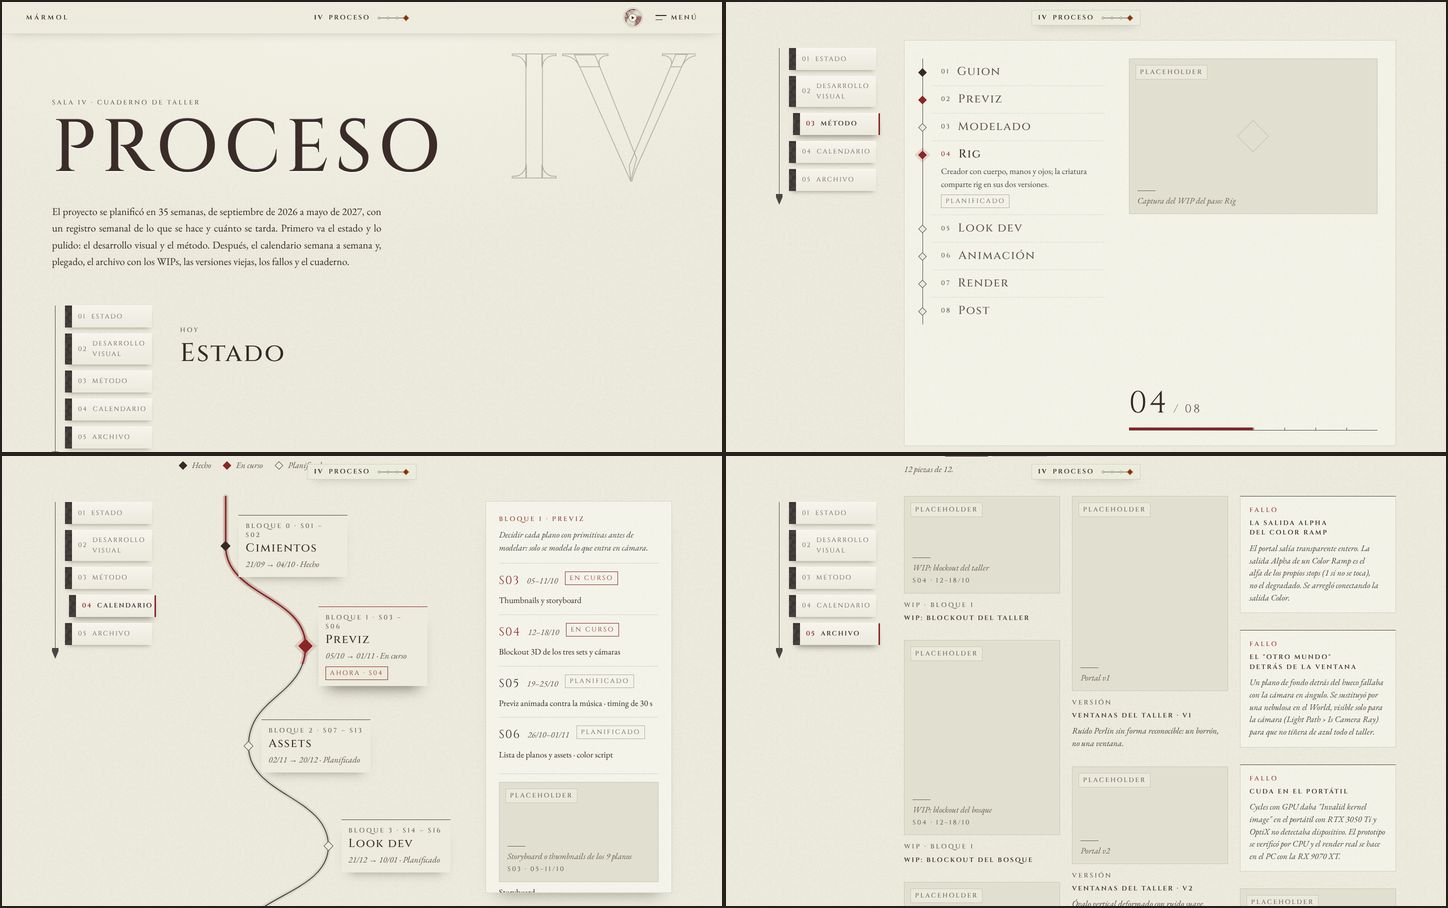 MÁRMOL
IV PROCESO
MENÚ
IV
SALA IV · CUADERNO DE TALLER
PROCESO
El proyecto se planificó en 35 semanas, de septiembre de 2026 a mayo de 2027, con
un registro semanal de lo que se hace y cuánto se tarda. Primero va el estado y lo
pulido: el desarrollo visual y el método. Después, el calendario semana a semana y,
plegado, el archivo con los WIPs, las versiones viejas, los fallos y el cuaderno.
01 ESTADO
02 DESARROLLO
VISUAL
03 MÉTODO
04 CALENDARIO
05 ARCHIVO
HOY
ESTADO
IV PROCESO
01 ESTADO
02 DESARROLLO
VISUAL
03 MÉTODO
04 CALENDARIO
05 ARCHIVO
01 GUION
02 PREVIZ
03 MODELADO
04 RIG
Creador con cuerpo, manos y ojos; la criatura
comparte rig en sus dos versiones.
PLANIFICADO
05 LOOK DEV
06 ANIMACIÓN
07 RENDER
08 POST
PLACEHOLDER
Captura del WIP del paso Rig
04 / 08
Hecho
En curso
IV PROCESO
01 ESTADO
02 DESARROLLO
VISUAL
03 MÉTODO
04 CALENDARIO
05 ARCHIVO
BLOQUE 0 · S01 –
S02
CIMIENTOS
21/09 → 04/10 · Hecho
BLOQUE 1 · S03 –
S06
PREVIZ
05/10 → 01/11 · En curso
AHORA · S04
BLOQUE 2 · S07 – S13
ASSETS
02/11 → 20/12 · Planificado
BLOQUE 3 · S14 – S16
LOOK DEV
21/12 → 10/01 · Planificado
BLOQUE 1 · PREVIZ
Decidir cada plano con primitivas antes de
modelar: solo se modela lo que entra en cámara.
S03 05–11/10 EN CURSO
Thumbnails y storyboard
S04 12–18/10 EN CURSO
Blockout 3D de los tres sets y cámaras
S05 19–25/10 PLANIFICADO
Previz animada contra la música · timing de 30 s
S06 26/10–01/11 PLANIFICADO
Lista de planos y assets · color script
PLACEHOLDER
Storyboard o thumbnails de los 9 planos
S03 · 05–11/10
Storyboard
12 piezas de 12.
IV PROCESO
01 ESTADO
02 DESARROLLO
VISUAL
03 MÉTODO
04 CALENDARIO
05 ARCHIVO
PLACEHOLDER
WIP: blockout del taller
S04 · 12–18/10
WIP · BLOQUE 1
WIP: BLOCKOUT DEL TALLER
PLACEHOLDER
WIP: blockout del bosque
S04 · 12–18/10
WIP · BLOQUE 1
WIP: BLOCKOUT DEL BOSQUE
PLACEHOLDER
PLACEHOLDER
Portal v1
VERSIÓN
VENTANAS DEL TALLER · V1
Ruido Perlin sin forma reconocible: un borrón,
no una ventana.
PLACEHOLDER
Portal v2
VERSIÓN
VENTANAS DEL TALLER · V2
Óvalo vertical deformado con ruido suave
FALLO
LA SALIDA ALPHA
DEL COLOR RAMP
El portal salía transparente entero. La
salida Alpha de un Color Ramp es el
alfa de los propios stops (1 si no se toca),
no el degradado. Se arregló conectando la
salida Color.
FALLO
EL "OTRO MUNDO"
DETRÁS DE LA VENTANA
Un plano de fondo detrás del hueco fallaba
con la cámara en ángulo. Se sustituyó por
una nebulosa en el World, visible solo para
la cámara (Light Path > Is Camera Ray)
para que no tiñera de azul todo el taller.
FALLO
CUDA EN EL PORTÁTIL
Cycles con GPU daba "Invalid kernel
image" en el portátil con RTX 3050 Ti y
OptiX no detectaba dispositivo. El prototipo
se verificó por CPU y el render real se hace
en el PC con la RX 9070 XT.
PLACEHOLDER